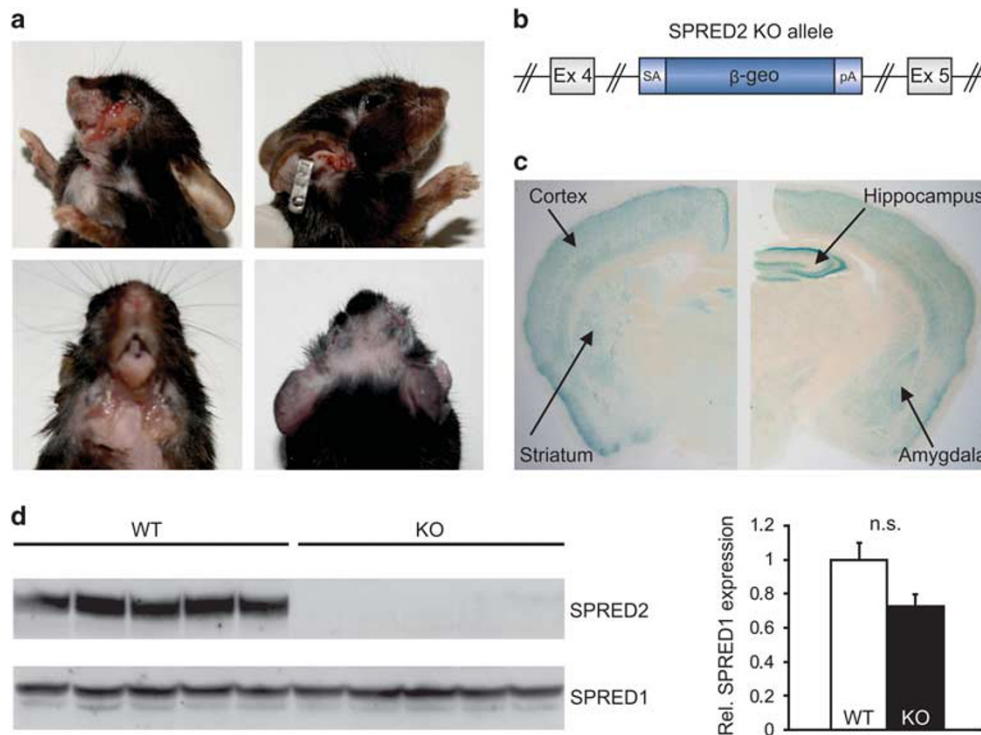 a
b
SPRED2 KO allele
Ex 4
SA
β-geo
pA
Ex 5
c
Cortex
Hippocampus
Striatum
Amygdala
d
WT
KO
SPRED2
SPRED1
n.s.
Rel. SPRED1 expression
1.2
1
0.8
0.6
0.4
0.2
0
WT
KO